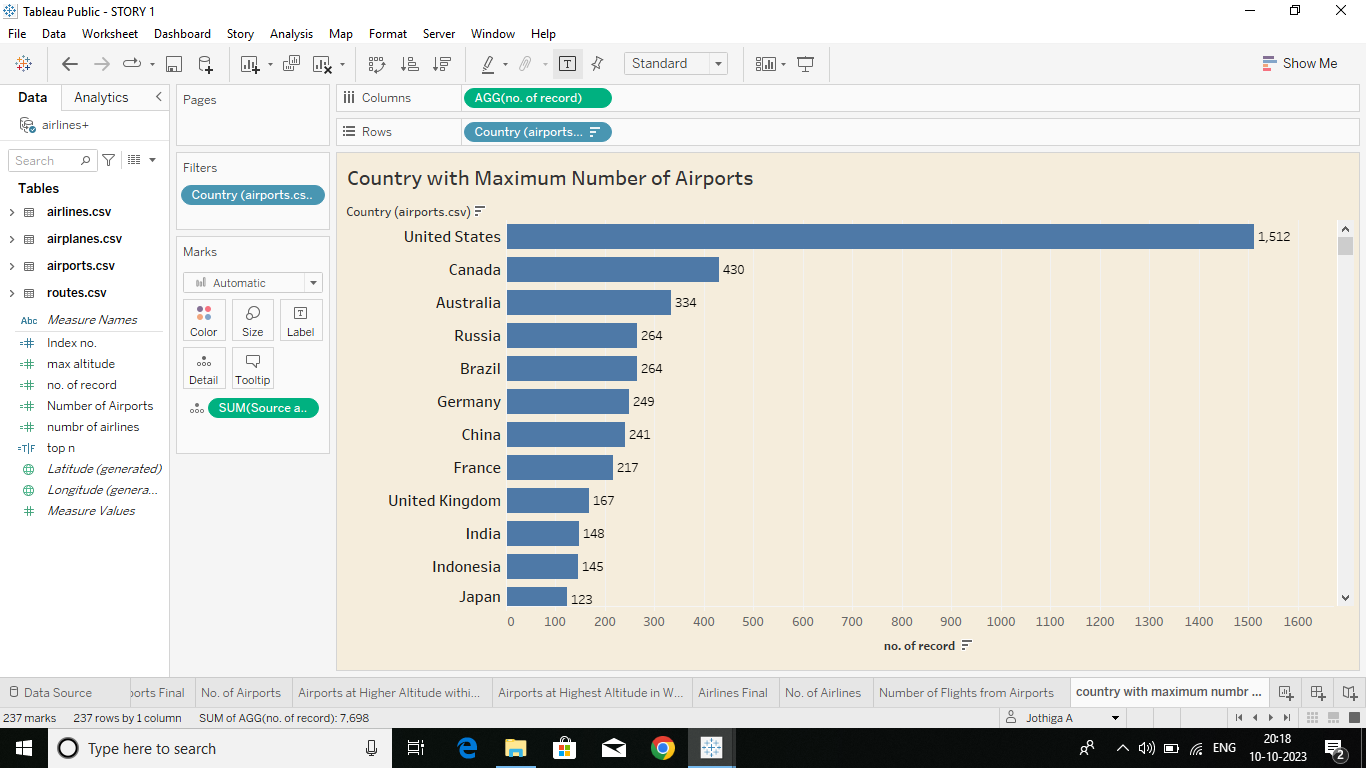 Tableau Public - STORY 1
File Data Worksheet Dashboard Story Analysis Map Format Server Window Help
Standard
Show Me
Data Analytics
airlines+
Search
Tables
airlines.csv
airplanes.csv
airports.csv
routes.csv
Abc Measure Names
Index no.
max altitude
no. of record
Number of Airports
numbr of airlines
T|F top n
Latitude (generated)
Longitude (genera...
Measure Values
Pages
Filters
Country (airports.cs..
Marks
Automatic
Color Size Label
Detail Tooltip
SUM(Source a..
Columns AGG(no. of record)
Rows Country (airports...
Country with Maximum Number of Airports
Country (airports.csv)
United States 1,512
Canada 430
Australia 334
Russia 264
Brazil 264
Germany 249
China 241
France 217
United Kingdom 167
India 148
Indonesia 145
Japan 123
0 100 200 300 400 500 600 700 800 900 1000 1100 1200 1300 1400 1500 1600
no. of record
Data Source ports Final No. of Airports Airports at Higher Altitude withi... Airports at Highest Altitude in W... Airlines Final No. of Airlines Number of Flights from Airports country with maximum numbr ...
237 marks 237 rows by 1 column SUM of AGG(no. of record): 7,698 Jothiga A
Type here to search ENG 20:18
10-10-2023 2